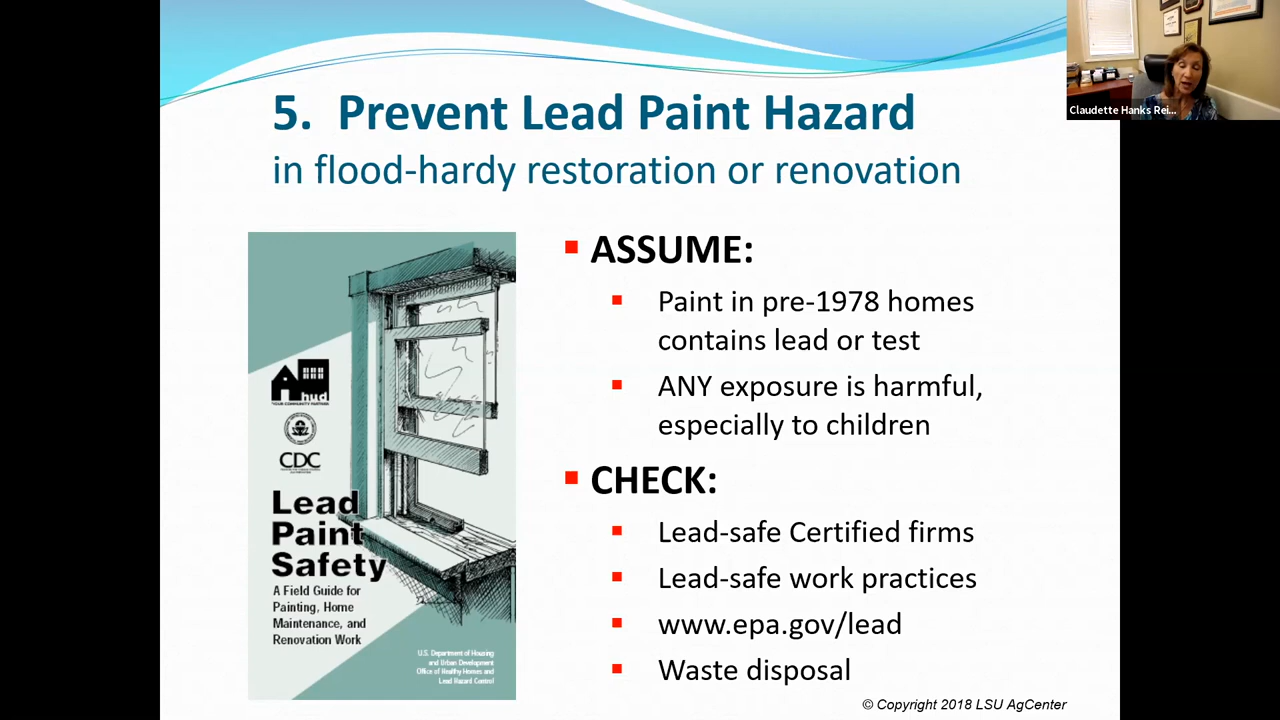 5. Prevent Lead Paint Hazard
in flood-hardy restoration or renovation
Claudette Hanks Rei...
hud
CDC
Lead
Paint
Safety
A Field Guide for
Painting, Home
Maintenance, and
Renovation Work
U.S. Department of Housing
and Urban Development
Office of Healthy Homes and
Lead Hazard Control
ASSUME:
Paint in pre-1978 homes
contains lead or test
ANY exposure is harmful,
especially to children
CHECK:
Lead-safe Certified firms
Lead-safe work practices
www.epa.gov/lead
Waste disposal
© Copyright 2018 LSU AgCenter